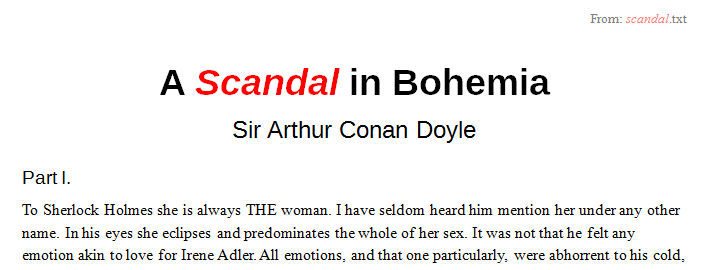 From: scandal.txt
A Scandal in Bohemia
Sir Arthur Conan Doyle
Part I.
To Sherlock Holmes she is always THE woman. I have seldom heard him mention her under any other
name. In his eyes she eclipses and predominates the whole of her sex. It was not that he felt any
emotion akin to love for Irene Adler. All emotions, and that one particularly, were abhorrent to his cold,